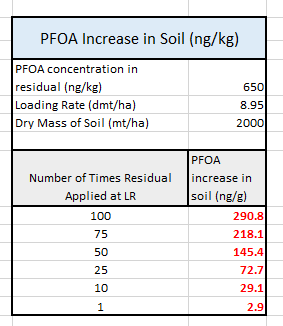 PFOA Increase in Soil (ng/kg)
PFOA concentration in
residual (ng/kg) 650
Loading Rate (dmt/ha) 8.95
Dry Mass of Soil (mt/ha) 2000
PFOA
Number of Times Residual increase in
Applied at LR soil (ng/g)
100 290.8
75 218.1
50 145.4
25 72.7
10 29.1
1 2.9